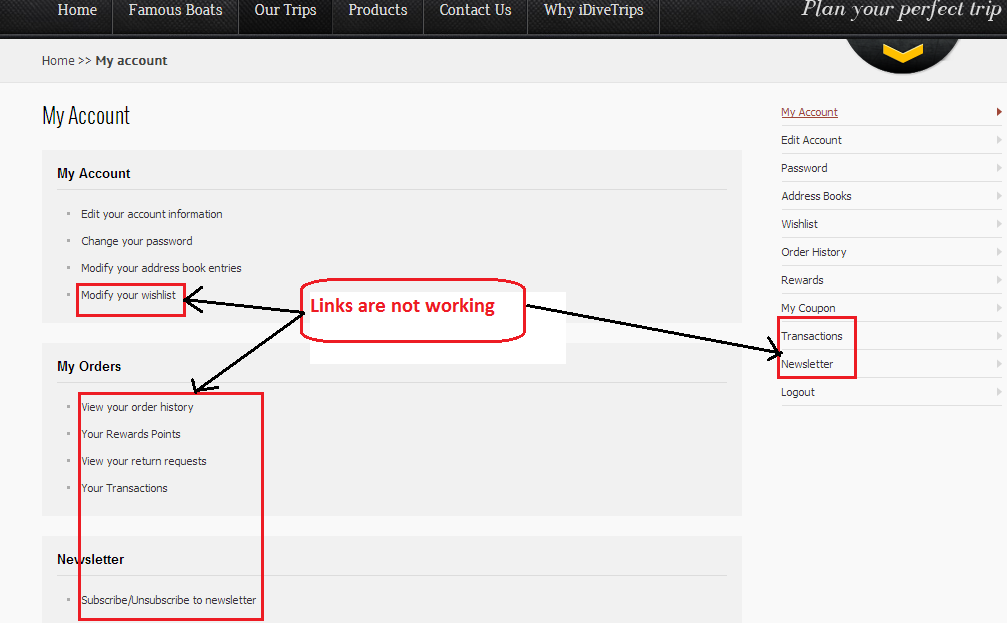 Home
Famous Boats
Our Trips
Products
Contact Us
Why iDiveTrips
Plan your perfect trip
Home >> My account
My Account
My Account
Edit your account information
Change your password
Modify your address book entries
Modify your wishlist
Links are not working
My Orders
View your order history
Your Rewards Points
View your return requests
Your Transactions
Newsletter
Subscribe/Unsubscribe to newsletter
My Account
Edit Account
Password
Address Books
Wishlist
Order History
Rewards
My Coupon
Transactions
Newsletter
Logout